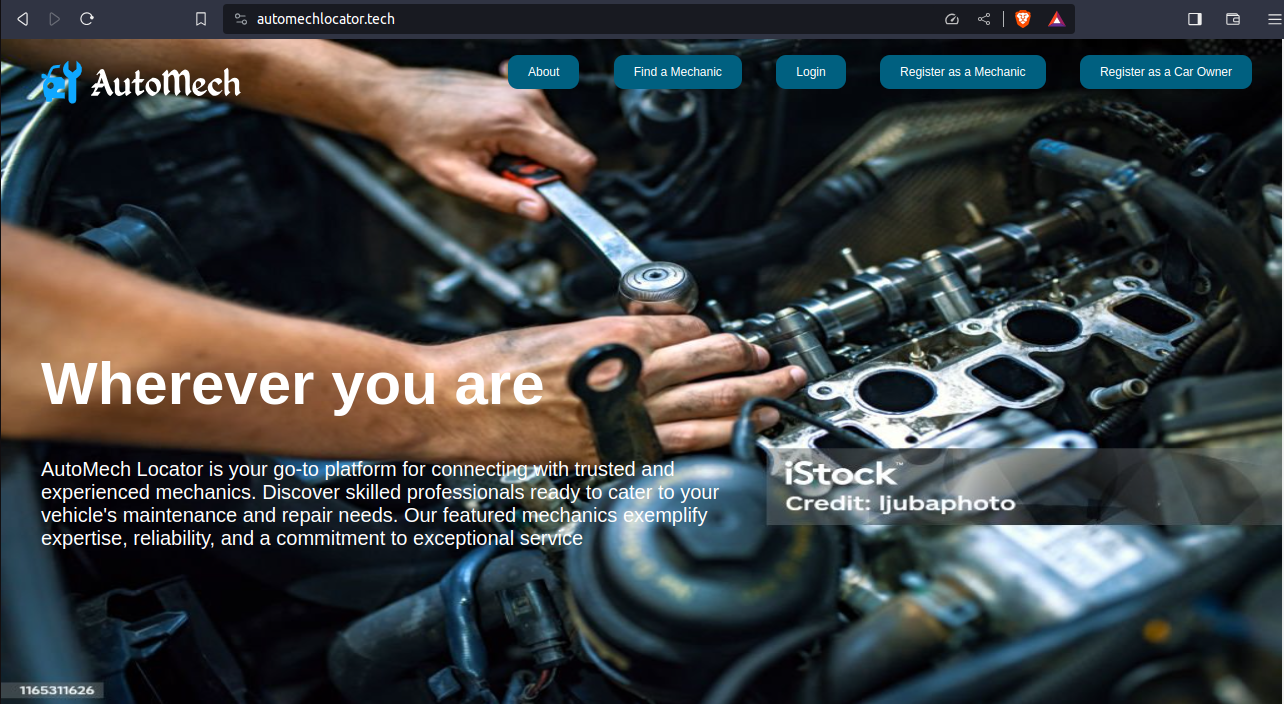 automechlocator.tech
AutoMech
About
Find a Mechanic
Login
Register as a Mechanic
Register as a Car Owner
Wherever you are
AutoMech Locator is your go-to platform for connecting with trusted and
experienced mechanics. Discover skilled professionals ready to cater to your
vehicle's maintenance and repair needs. Our featured mechanics exemplify
expertise, reliability, and a commitment to exceptional service
iStock™
Credit: ljubaphoto
1165311626